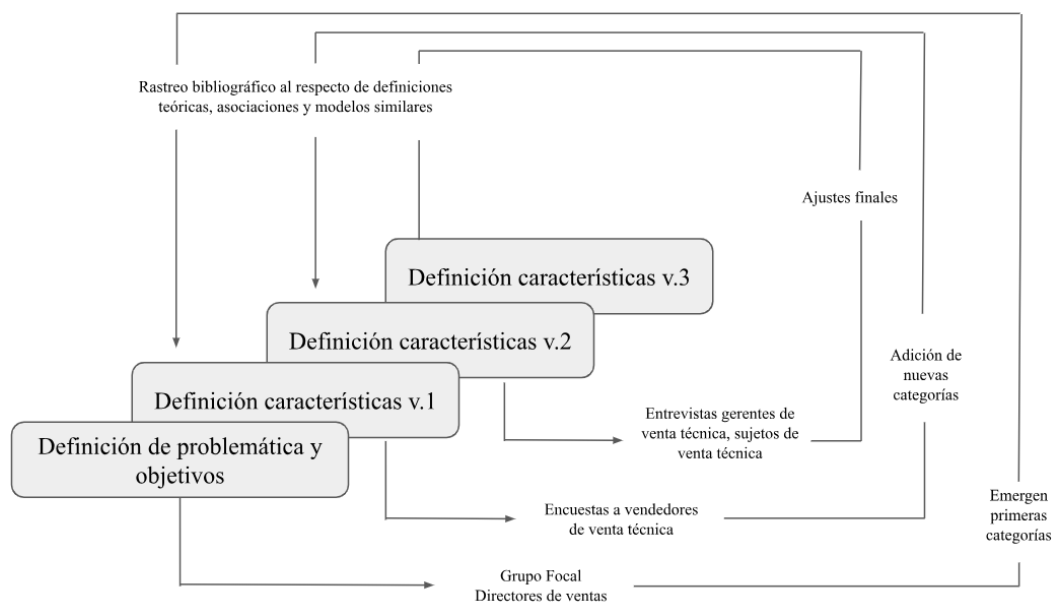 Rastreo bibliográfico al respecto de definiciones
teóricas, asociaciones y modelos similares
Ajustes finales
Definición características v.3
Definición características v.2
Adición de
nuevas
categorías
Definición características v.1
Entrevistas gerentes de
venta técnica, sujetos de
venta técnica
Definición de problemática y
objetivos
Encuestas a vendedores
de venta técnica
Emergen
primeras
categorías
Grupo Focal
Directores de ventas